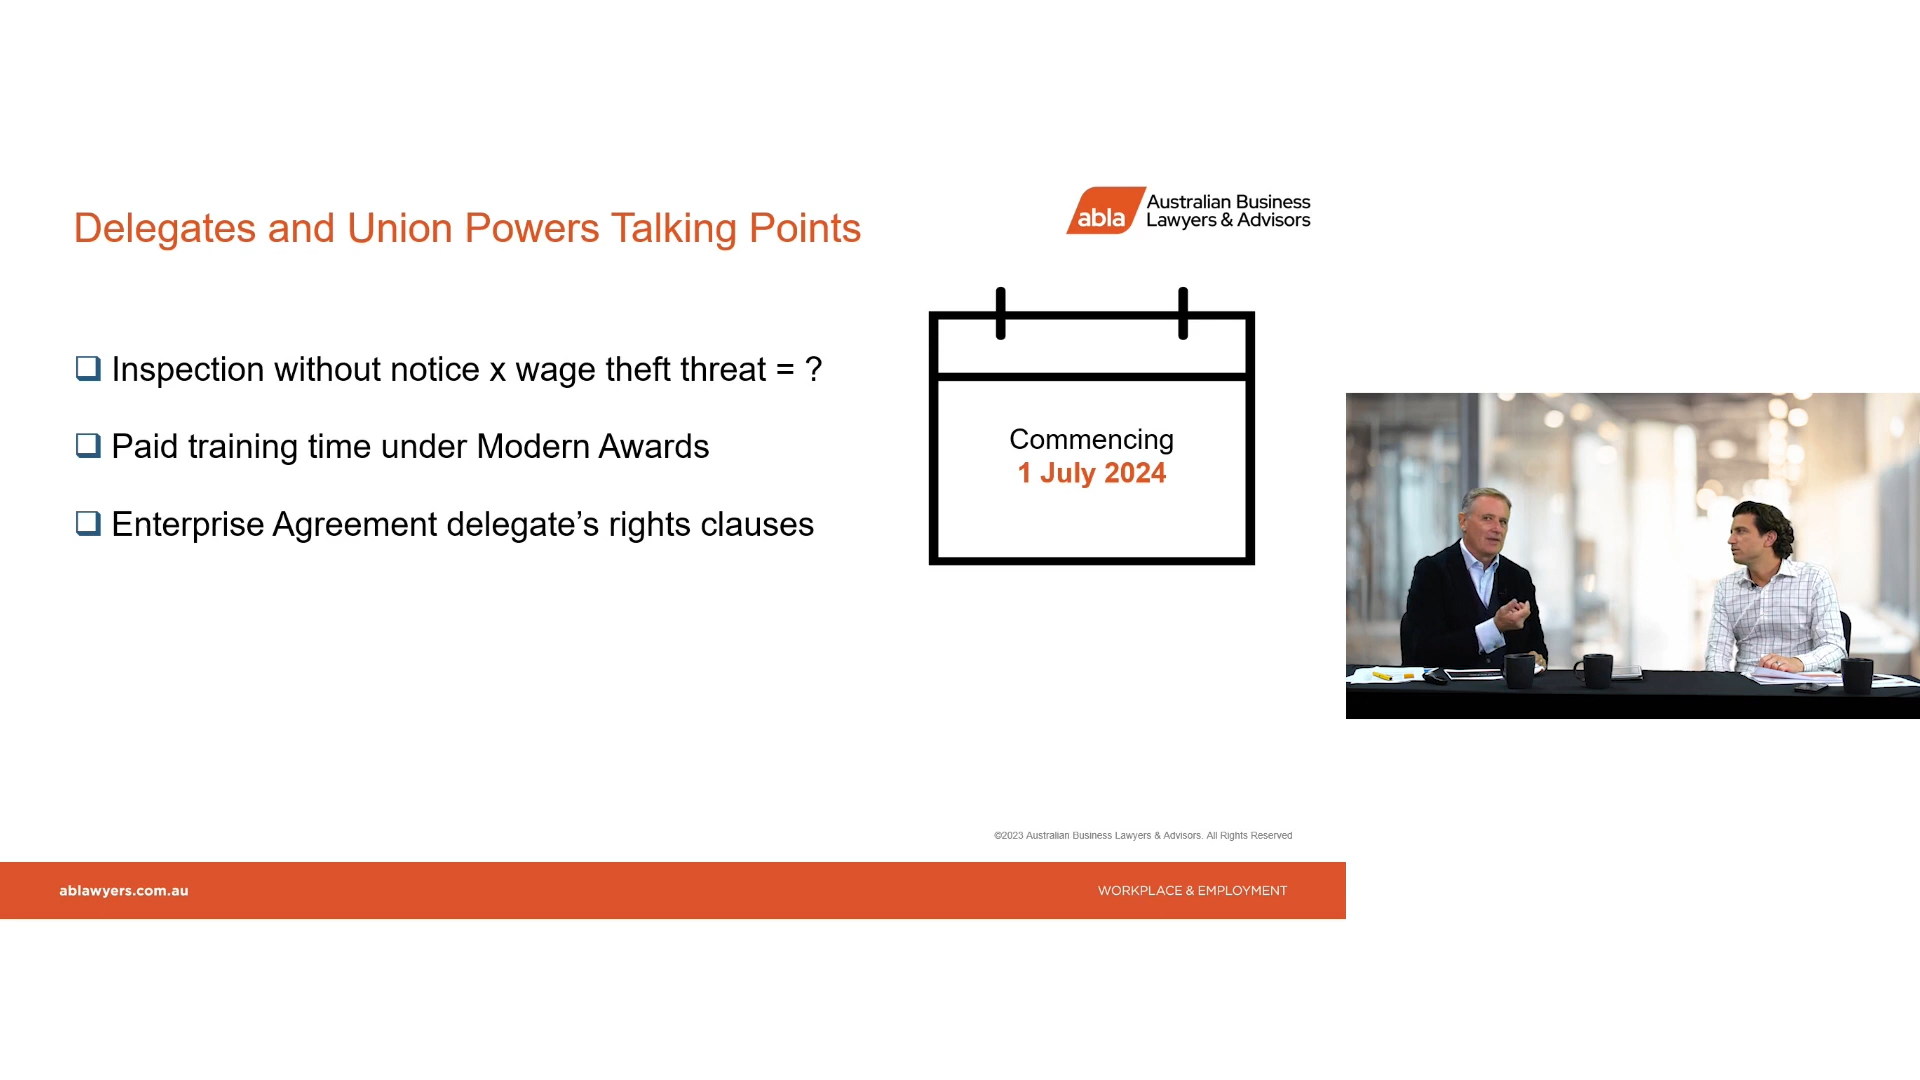 Delegates and Union Powers Talking Points
abla
Australian Business
Lawyers & Advisors
Inspection without notice x wage theft threat = ?
Paid training time under Modern Awards
Enterprise Agreement delegate’s rights clauses
Commencing
1 July 2024
©2023 Australian Business Lawyers & Advisors. All Rights Reserved
ablawyers.com.au
WORKPLACE & EMPLOYMENT